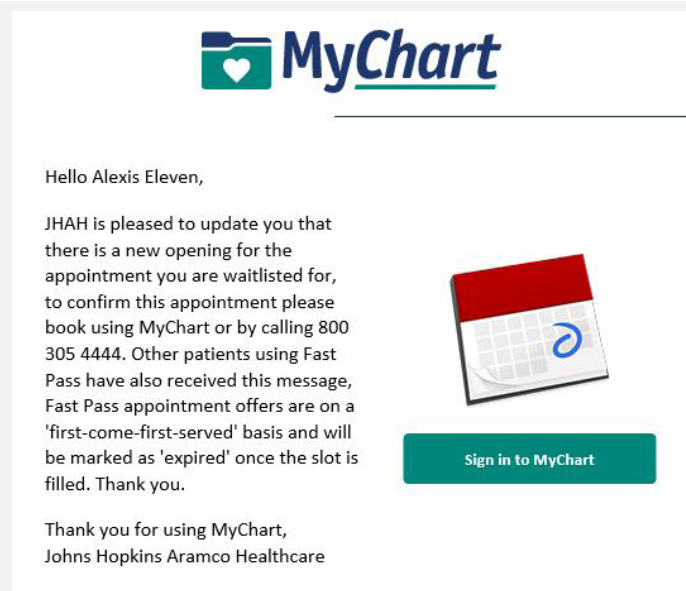 MyChart
Hello Alexis Eleven,
JHAH is pleased to update you that
there is a new opening for the
appointment you are waitlisted for,
to confirm this appointment please
book using MyChart or by calling 800
305 4444. Other patients using Fast
Pass have also received this message,
Fast Pass appointment offers are on a
'first-come-first-served' basis and will
be marked as 'expired' once the slot is
filled. Thank you.
Sign in to MyChart
Thank you for using MyChart,
Johns Hopkins Aramco Healthcare